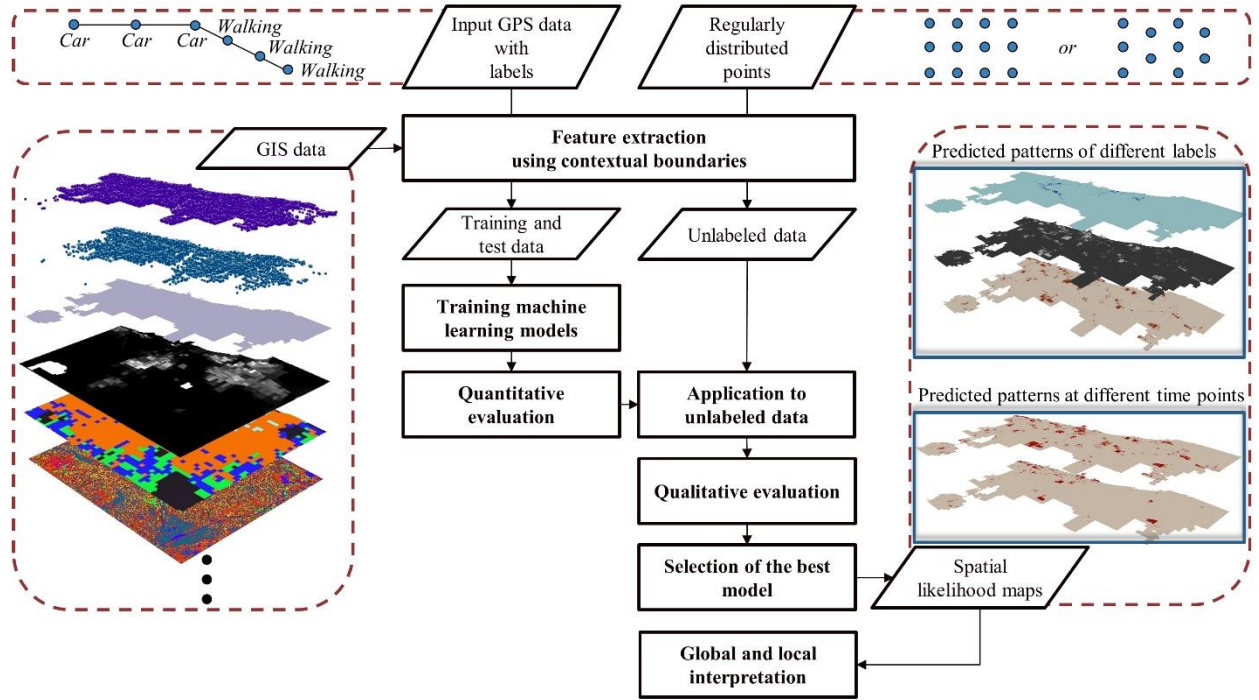 Car
Car
Car
Walking
Walking
Walking
Input GPS data
with
labels
Regularly
distributed
points
or
GIS data
Feature extraction
using contextual boundaries
Training and
test data
Unlabeled data
Training machine
learning models
Quantitative
evaluation
Application to
unlabeled data
Qualitative evaluation
Selection of the best
model
Spatial
likelihood maps
Global and local
interpretation
Predicted patterns of different labels
Predicted patterns at different time points